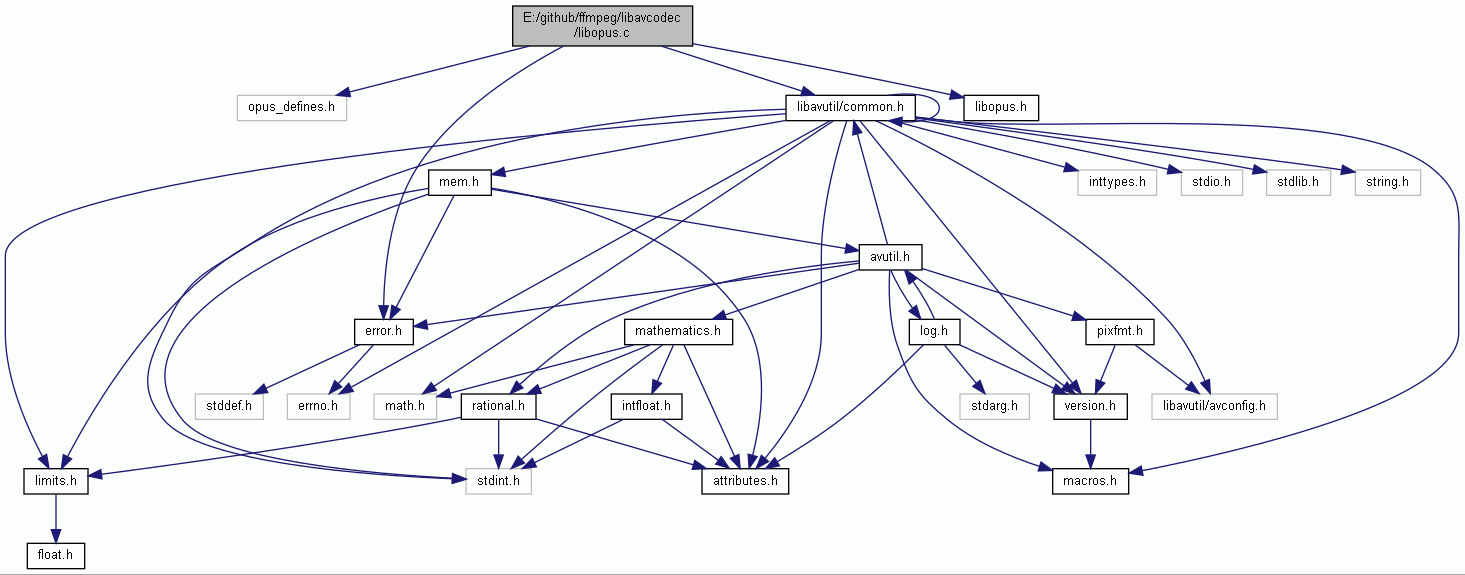 E:/github/ffmpeg/libavcodec
/libopus.c
opus_defines.h
libavutil/common.h
libopus.h
mem.h
inttypes.h
stdio.h
stdlib.h
string.h
avutil.h
error.h
mathematics.h
log.h
pixfmt.h
stddef.h
errno.h
math.h
rational.h
intfloat.h
stdarg.h
version.h
libavutil/avconfig.h
limits.h
stdint.h
attributes.h
macros.h
float.h